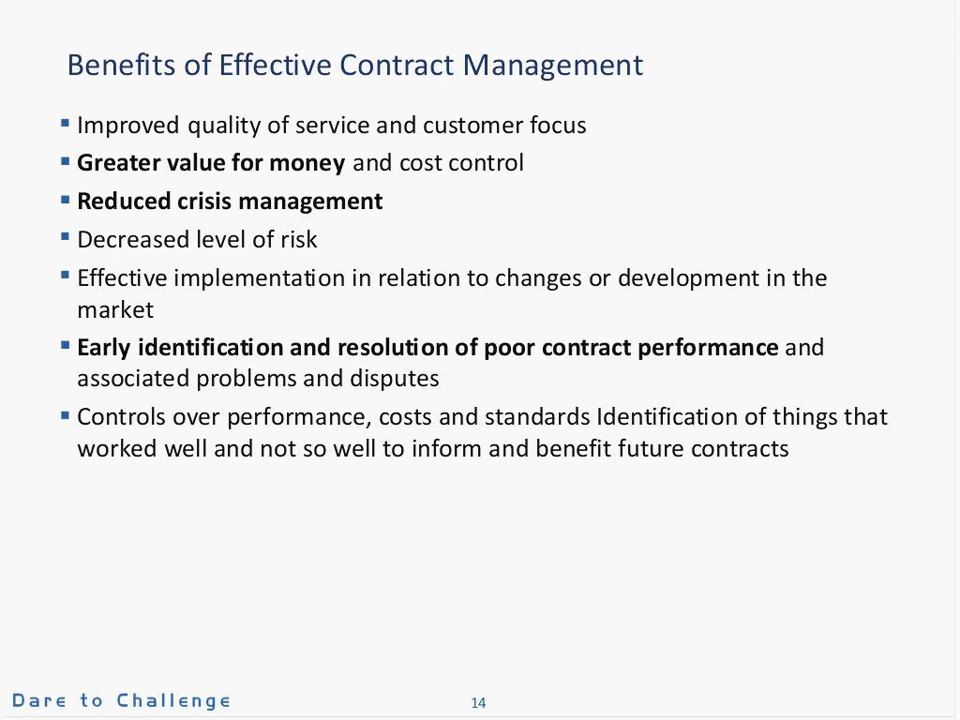 Benefits of Effective Contract Management
▪ Improved quality of service and customer focus
▪ Greater value for money and cost control
▪ Reduced crisis management
▪ Decreased level of risk
▪ Effective implementation in relation to changes or development in the
market
▪ Early identification and resolution of poor contract performance and
associated problems and disputes
▪ Controls over performance, costs and standards Identification of things that
worked well and not so well to inform and benefit future contracts
Dare to Challenge
14